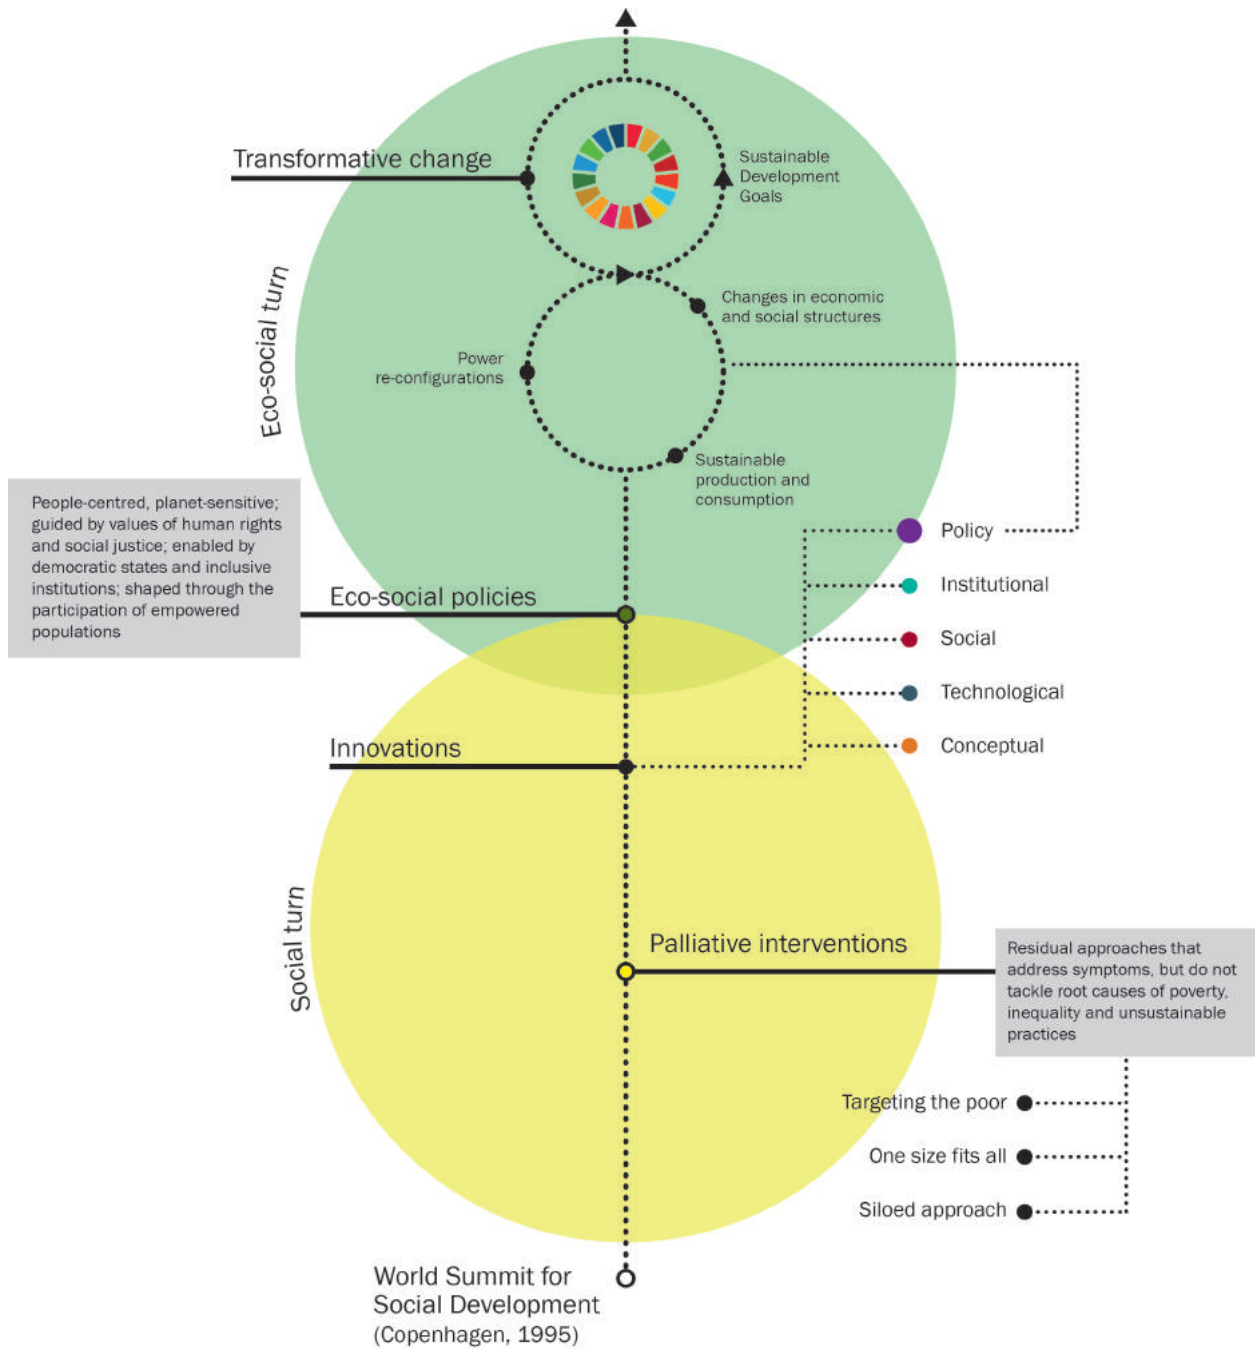 Transformative change
Sustainable
Development
Goals
Eco-social turn
Changes in economic
and social structures
Power
re-configurations
Sustainable
production and
consumption
People-centred, planet-sensitive;
guided by values of human rights
and social justice; enabled by
democratic states and inclusive
institutions; shaped through the
participation of empowered
populations
Eco-social policies
Policy
Institutional
Social
Technological
Conceptual
Innovations
Social turn
Palliative interventions
Residual approaches that
address symptoms, but do not
tackle root causes of poverty,
inequality and unsustainable
practices
Targeting the poor
One size fits all
Siloed approach
World Summit for
Social Development
(Copenhagen, 1995)